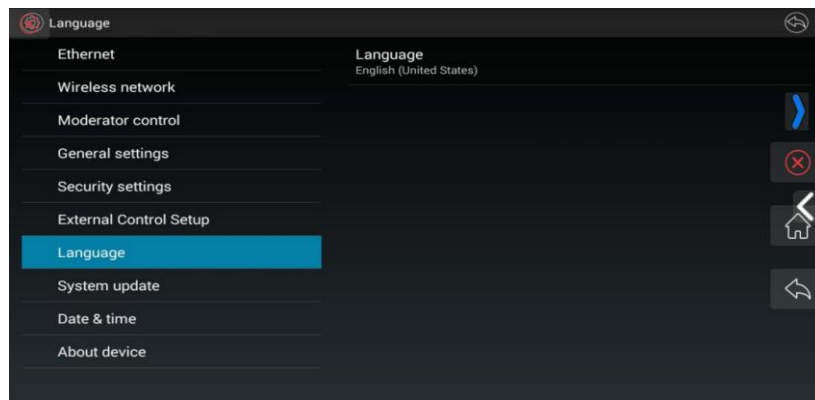 Language
Ethernet
Wireless network
Moderator control
General settings
Security settings
External Control Setup
Language
System update
Date & time
About device
Language
English (United States)